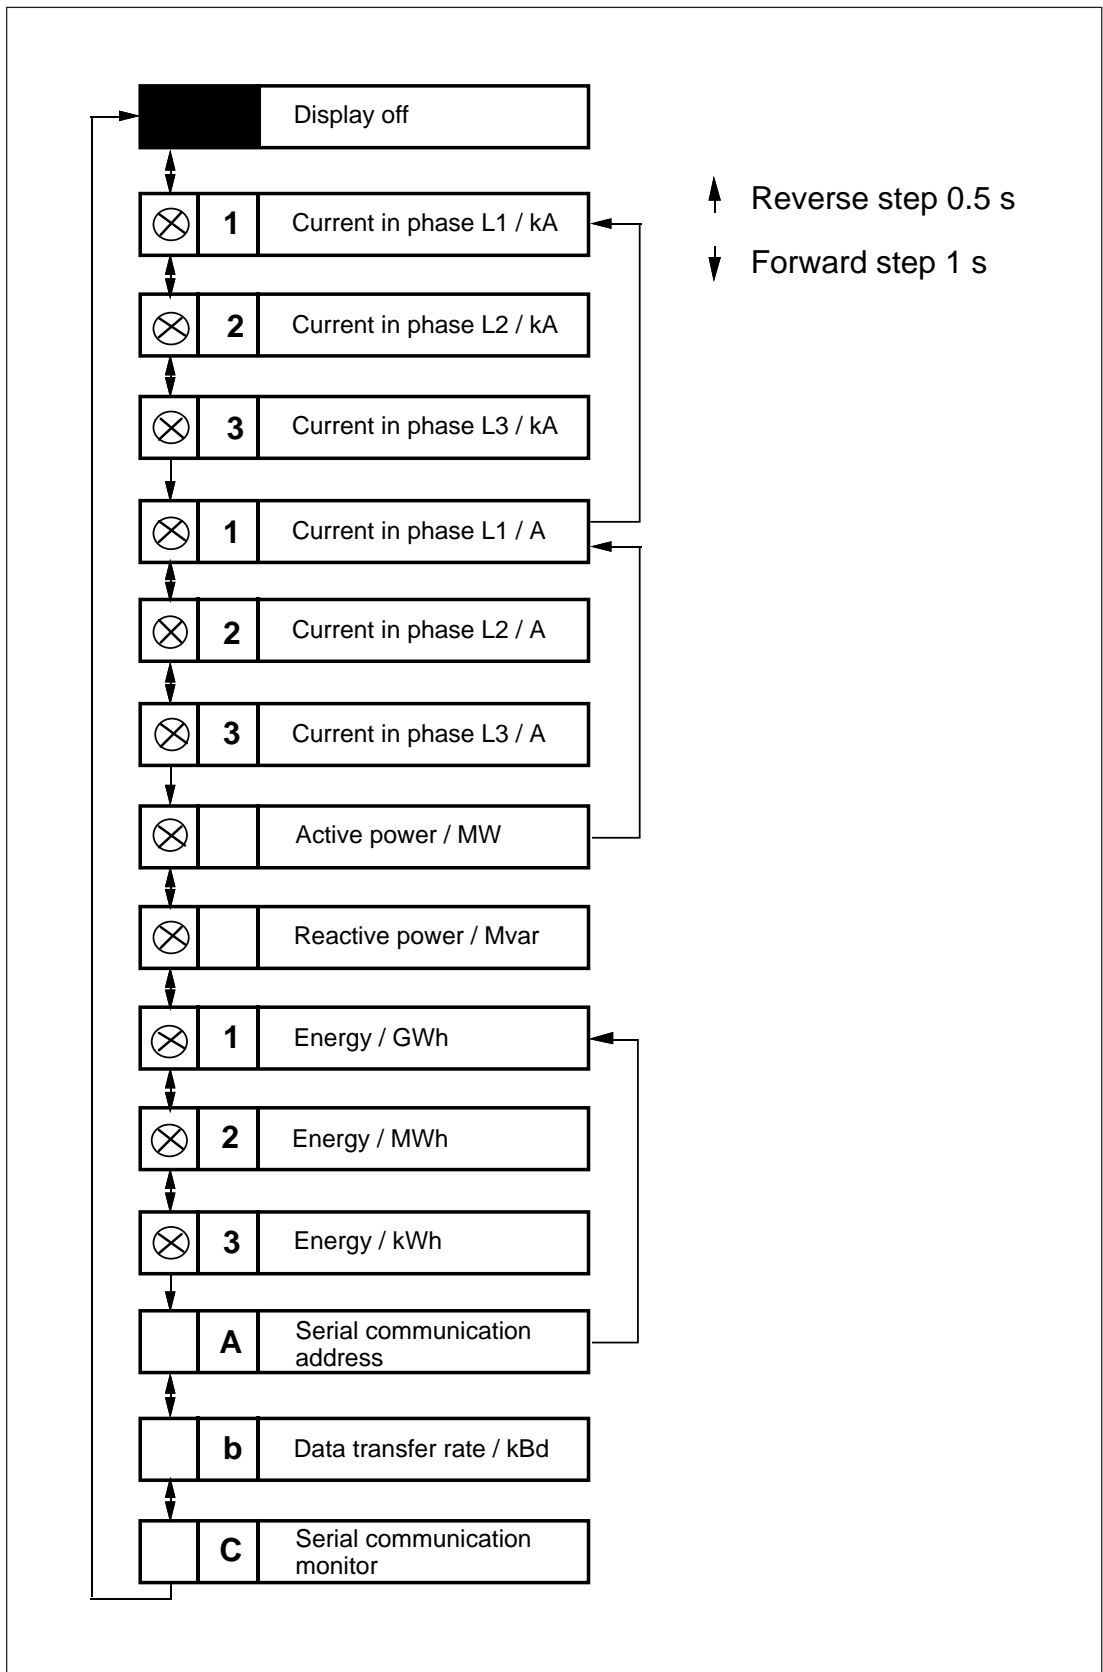 Display off
1 Current in phase L1 / kA
Reverse step 0.5 s
Forward step 1 s
2 Current in phase L2 / kA
3 Current in phase L3 / kA
1 Current in phase L1 / A
2 Current in phase L2 / A
3 Current in phase L3 / A
Active power / MW
Reactive power / Mvar
1 Energy / GWh
2 Energy / MWh
3 Energy / kWh
A Serial communication
address
b Data transfer rate / kBd
C Serial communication
monitor